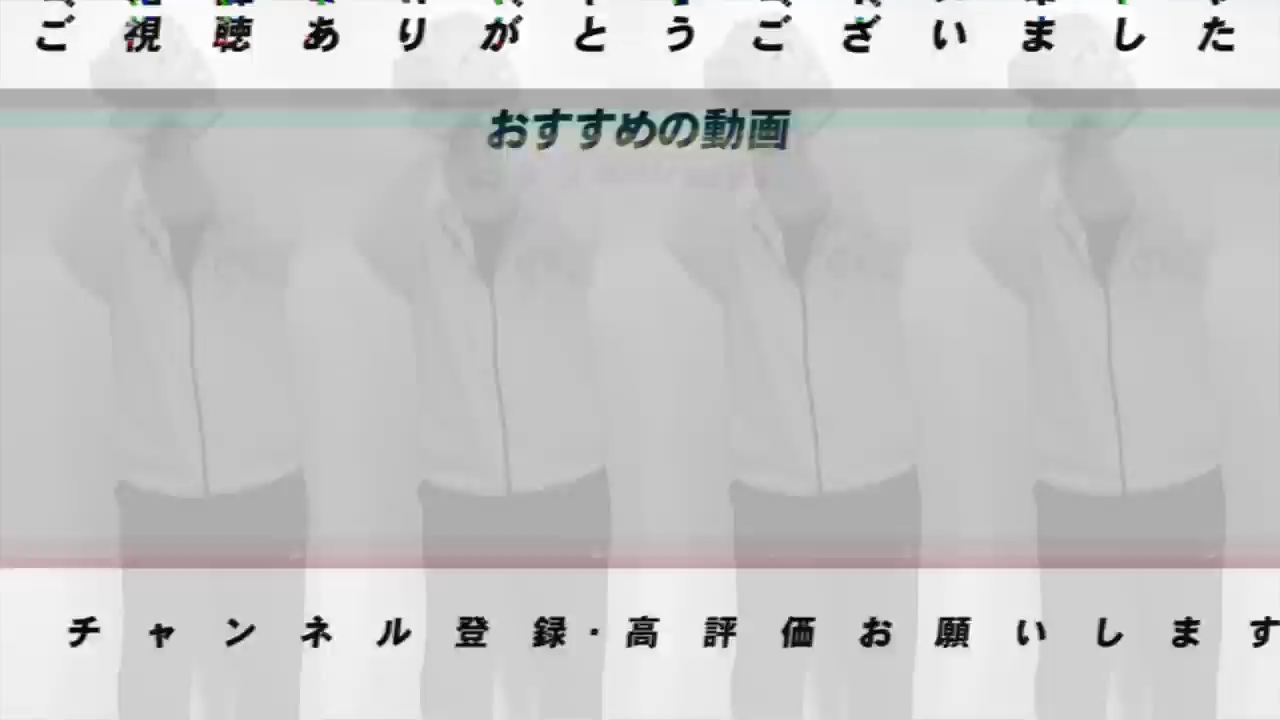 ご視聴ありがとうございました
おすすめの動画
チャンネル登録·高評価お願いします